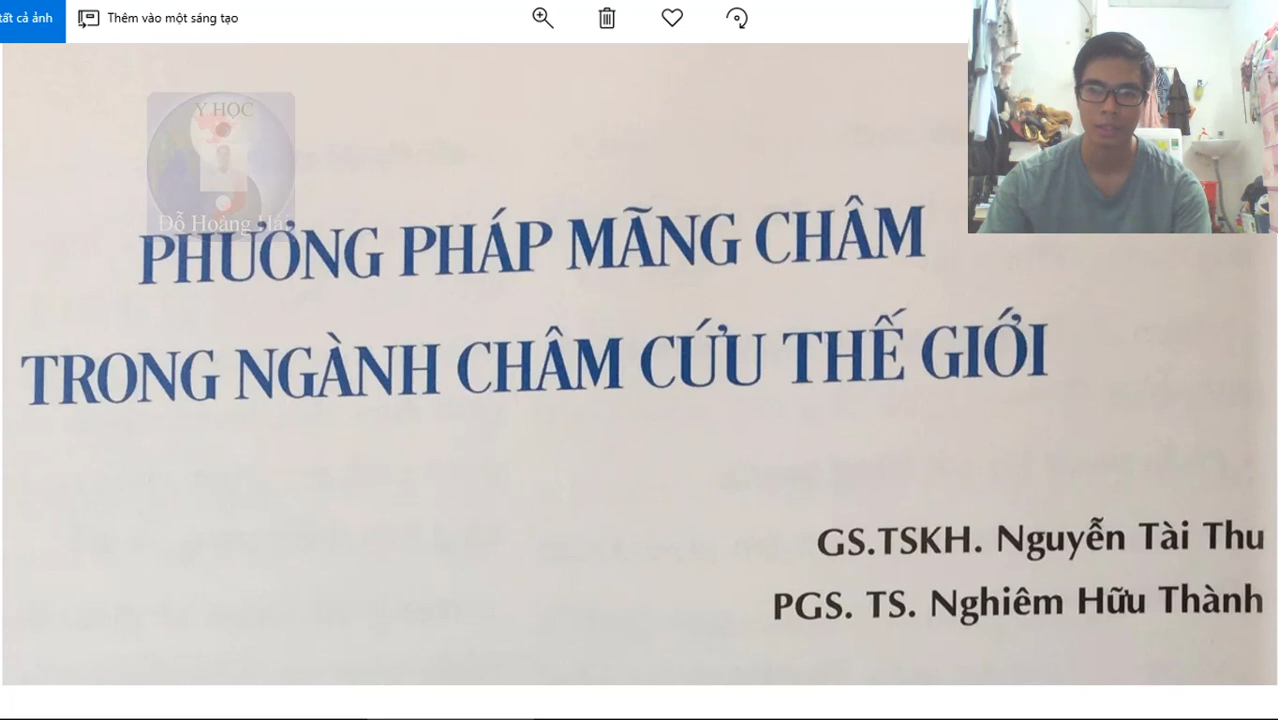 tất cả ảnh
Thêm vào một sáng tạo
Y HỌC
Đỗ Hoàng Hải
PHƯƠNG PHÁP MÃNG CHÂM
TRONG NGÀNH CHÂM CỨU THẾ GIỚI
GS.TSKH. Nguyễn Tài Thu
PGS. TS. Nghiêm Hữu Thành